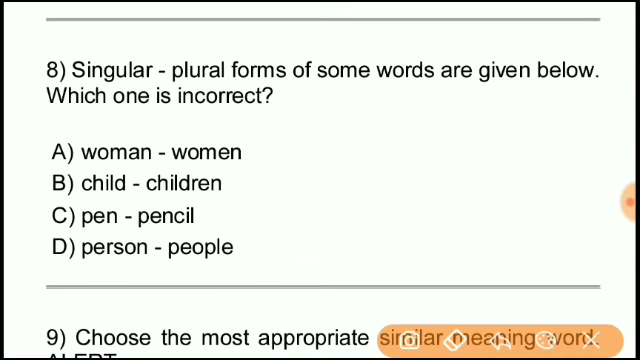 8) Singular - plural forms of some words are given below.
Which one is incorrect?
A) woman - women
B) child - children
C) pen - pencil
D) person - people
9) Choose the most appropriate similar meaning word.
ALERT